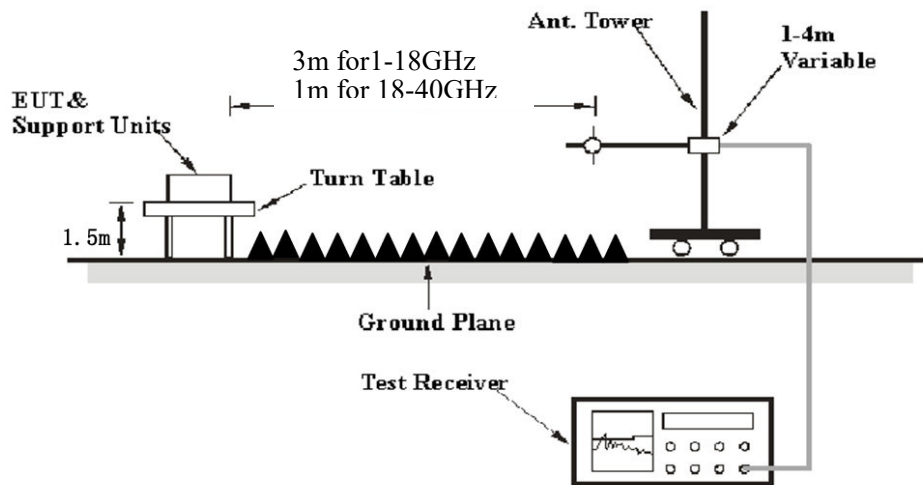 Ant. Tower
1-4m
Variable
3m for1-18GHz
1m for 18-40GHz
EUT&
Support Units
Turn Table
1.5m
Ground Plane
Test Receiver